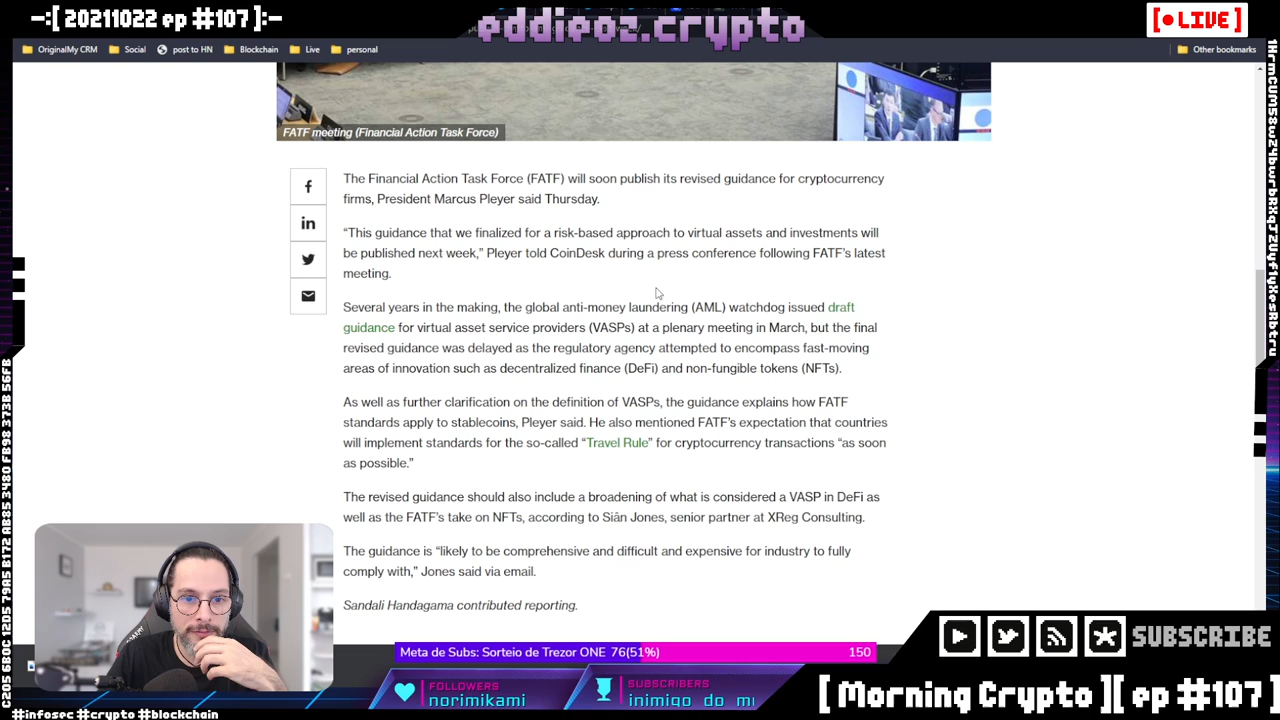 -:[ 20211022 ep #107 ]:-
eddieoz.crypto
[ LIVE ]
OriginalMy CRM
Social
post to HN
Blockchain
Live
personal
Other bookmarks
FATF meeting (Financial Action Task Force)
The Financial Action Task Force (FATF) will soon publish its revised guidance for cryptocurrency
firms, President Marcus Pleyer said Thursday.
“This guidance that we finalized for a risk-based approach to virtual assets and investments will
be published next week,” Pleyer told CoinDesk during a press conference following FATF’s latest
meeting.
Several years in the making, the global anti-money laundering (AML) watchdog issued draft
guidance for virtual asset service providers (VASPs) at a plenary meeting in March, but the final
revised guidance was delayed as the regulatory agency attempted to encompass fast-moving
areas of innovation such as decentralized finance (DeFi) and non-fungible tokens (NFTs).
As well as further clarification on the definition of VASPs, the guidance explains how FATF
standards apply to stablecoins, Pleyer said. He also mentioned FATF’s expectation that countries
will implement standards for the so-called “Travel Rule” for cryptocurrency transactions “as soon
as possible.”
The revised guidance should also include a broadening of what is considered a VASP in DeFi as
well as the FATF’s take on NFTs, according to Siân Jones, senior partner at XReg Consulting.
The guidance is “likely to be comprehensive and difficult and expensive for industry to fully
comply with,” Jones said via email.
Sandali Handagama contributed reporting.
Meta de Subs: Sorteio de Trezor ONE 76(51%)
150
SUBSCRIBE
FOLLOWERS
norimikami
SUBSCRIBERS
inimigo do mu
[ Morning Crypto ][ ep #107 ]
#infosec #crypto #blockchain
C505 6B0C 12D5 79A5 B172 AB35 3480 FB98 373B 56FB